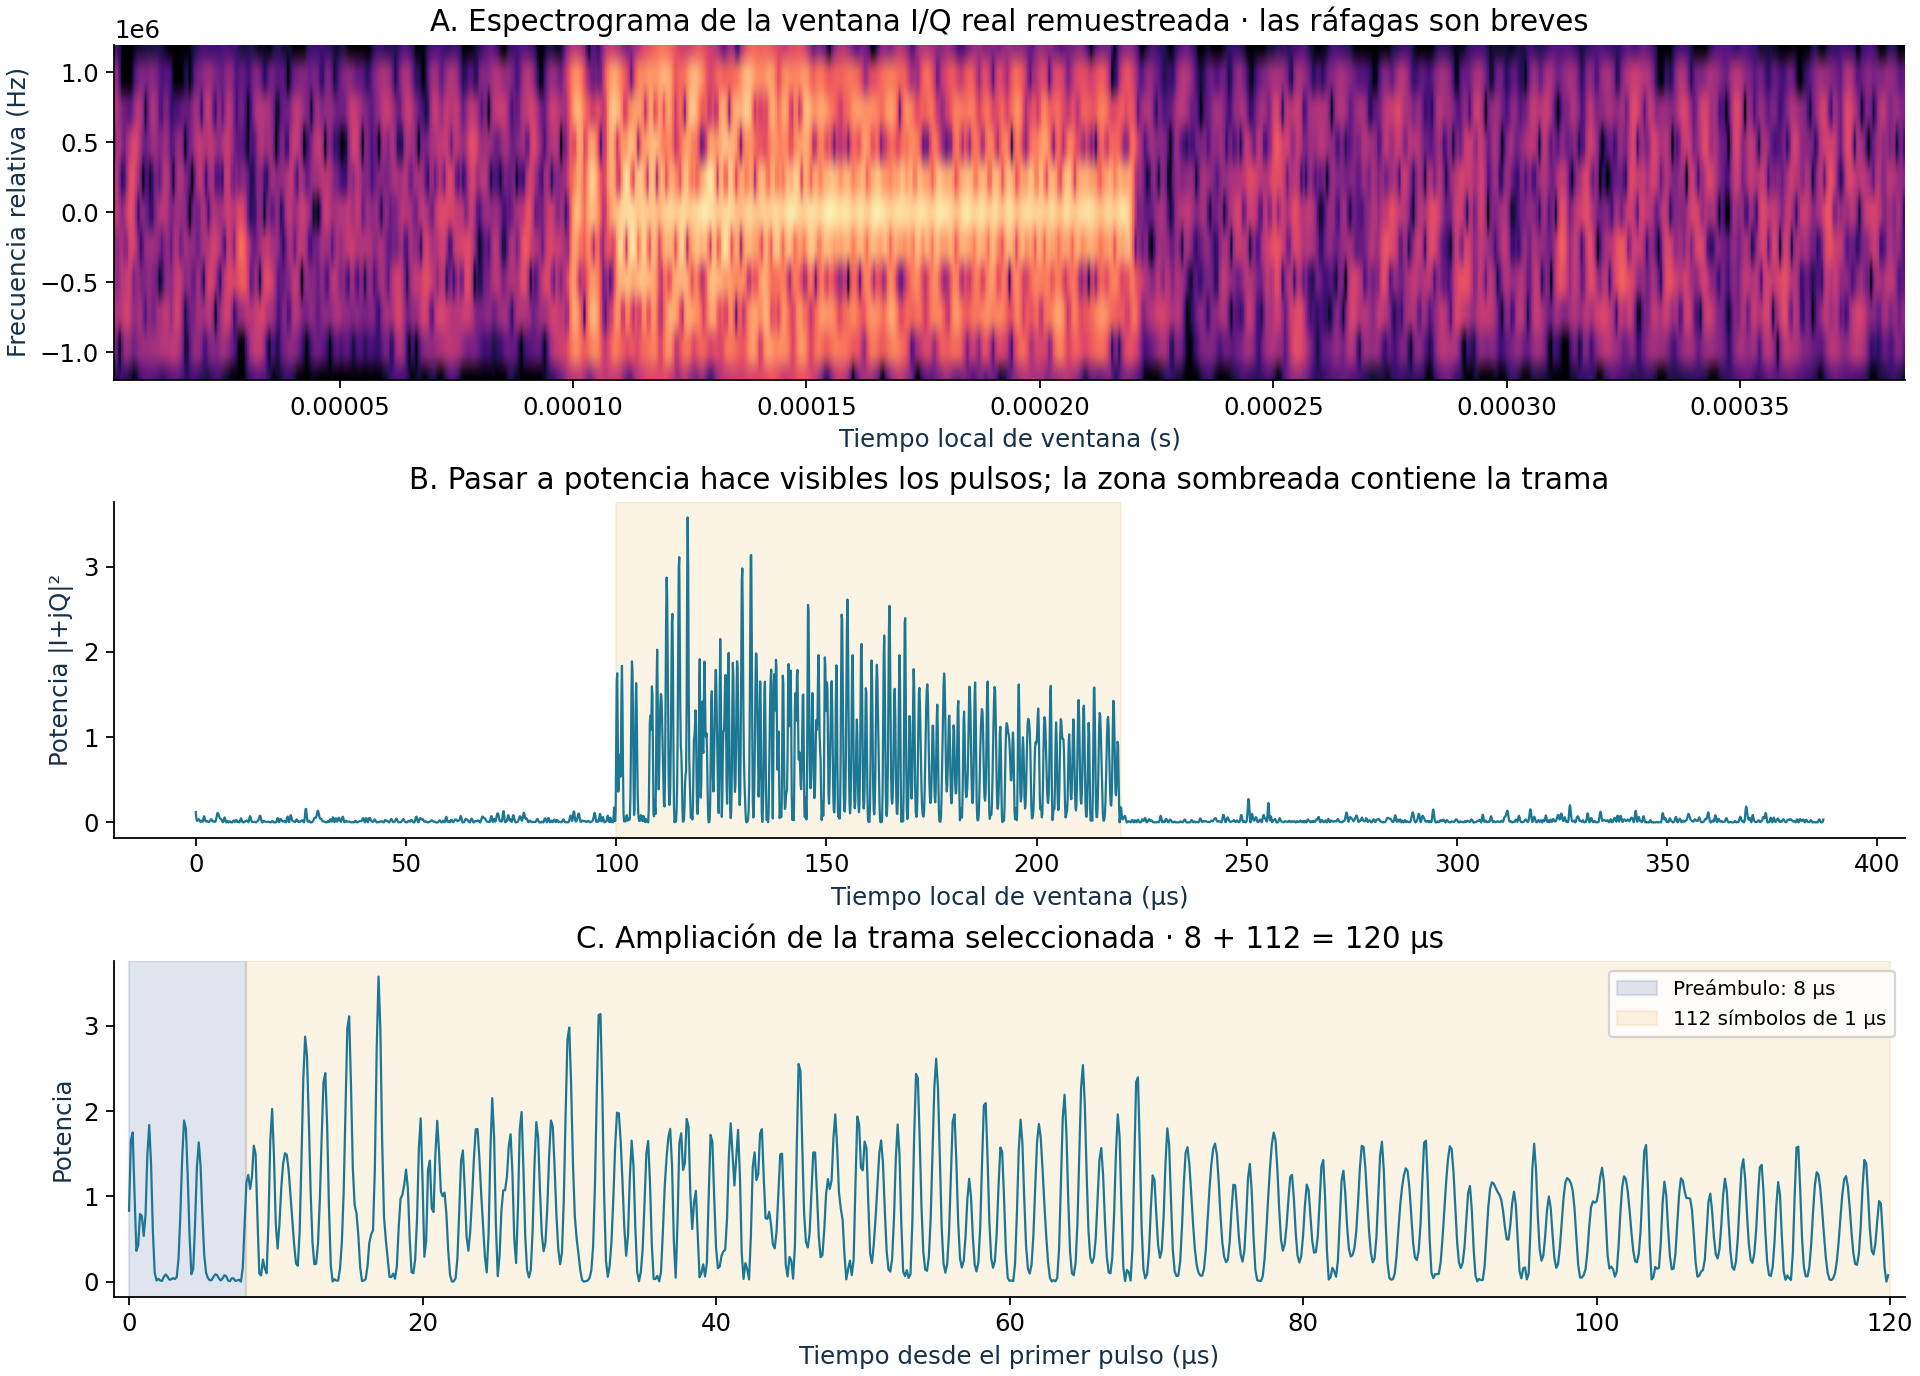 A. Espectrograma de la ventana I/Q real remuestreada · las ráfagas son breves
1e6
1.0
0.5
0.0
−0.5
−1.0
Frecuencia relativa (Hz)
0.00005 0.00010 0.00015 0.00020 0.00025 0.00030 0.00035
Tiempo local de ventana (s)
B. Pasar a potencia hace visibles los pulsos; la zona sombreada contiene la trama
3
2
1
0
Potencia |I+jQ|²
0 50 100 150 200 250 300 350 400
Tiempo local de ventana (µs)
C. Ampliación de la trama seleccionada · 8 + 112 = 120 µs
Preámbulo: 8 µs
112 símbolos de 1 µs
3
2
1
0
Potencia
0 20 40 60 80 100 120
Tiempo desde el primer pulso (µs)